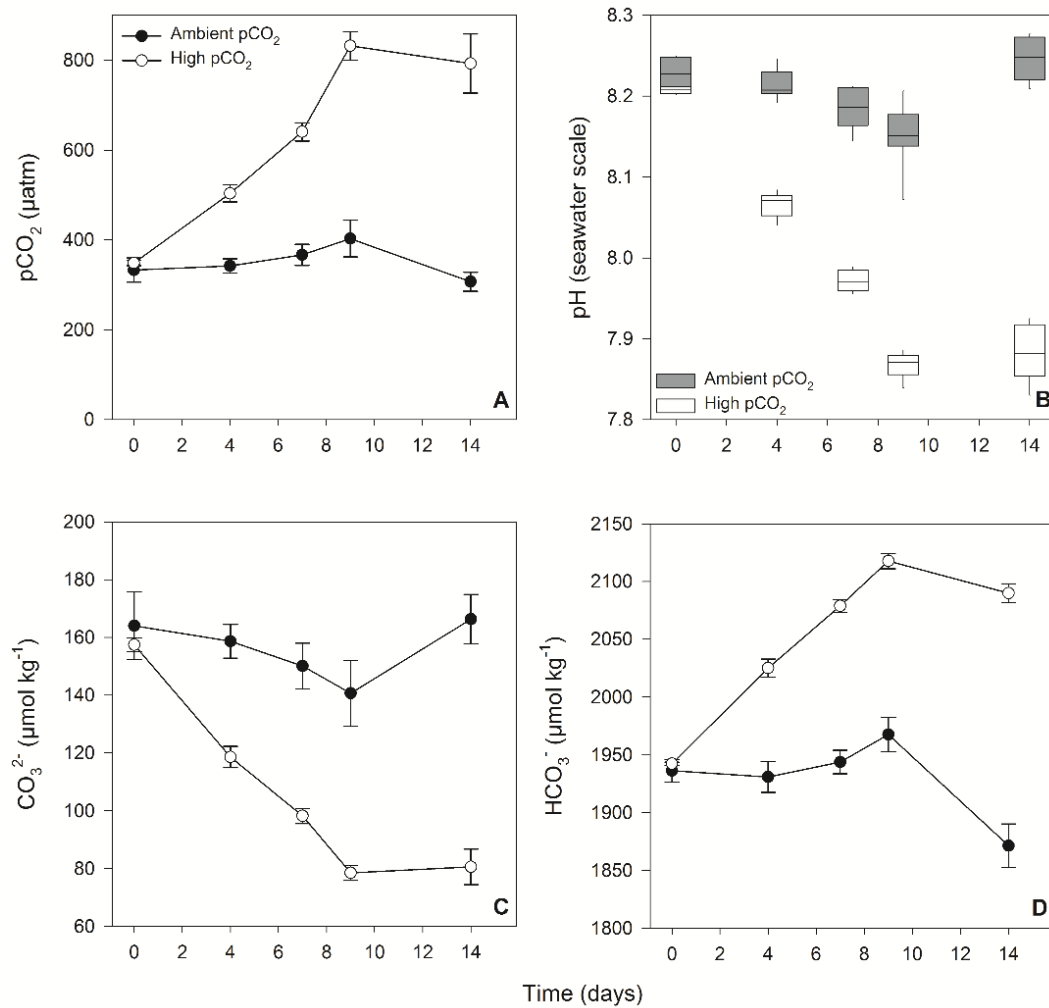 Ambient pCO₂
High pCO₂
800
600
400
200
0
pCO₂ (µatm)
0 2 4 6 8 10 12 14
A
8.3
8.2
8.1
8.0
7.9
7.8
pH (seawater scale)
Ambient pCO₂
High pCO₂
0 2 4 6 8 10 12 14
B
200
180
160
140
120
100
80
60
CO₃²⁻ (µmol kg⁻¹)
0 2 4 6 8 10 12 14
C
2150
2100
2050
2000
1950
1900
1850
1800
HCO₃⁻ (µmol kg⁻¹)
0 2 4 6 8 10 12 14
D
Time (days)